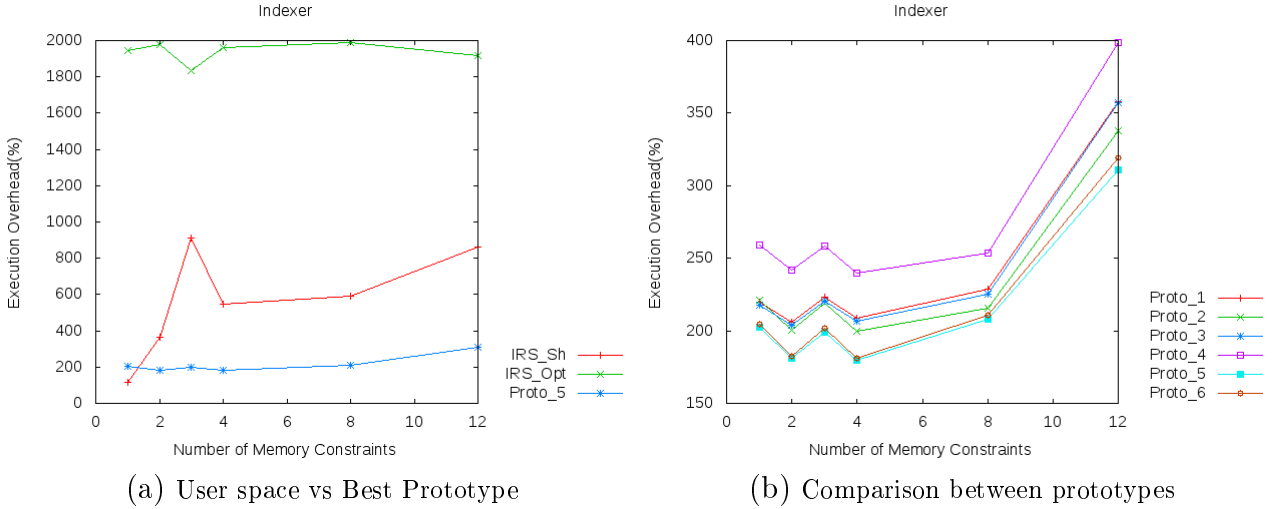 Indexer
2000
1800
1600
1400
1200
1000
800
600
400
200
0
Execution Overhead(%)
0 2 4 6 8 10 12
Number of Memory Constraints
IRS_Sh
IRS_Opt
Proto_5
(a) User space vs Best Prototype
Indexer
400
350
300
250
200
150
Execution Overhead(%)
0 2 4 6 8 10 12
Number of Memory Constraints
Proto_1
Proto_2
Proto_3
Proto_4
Proto_5
Proto_6
(b) Comparison between prototypes